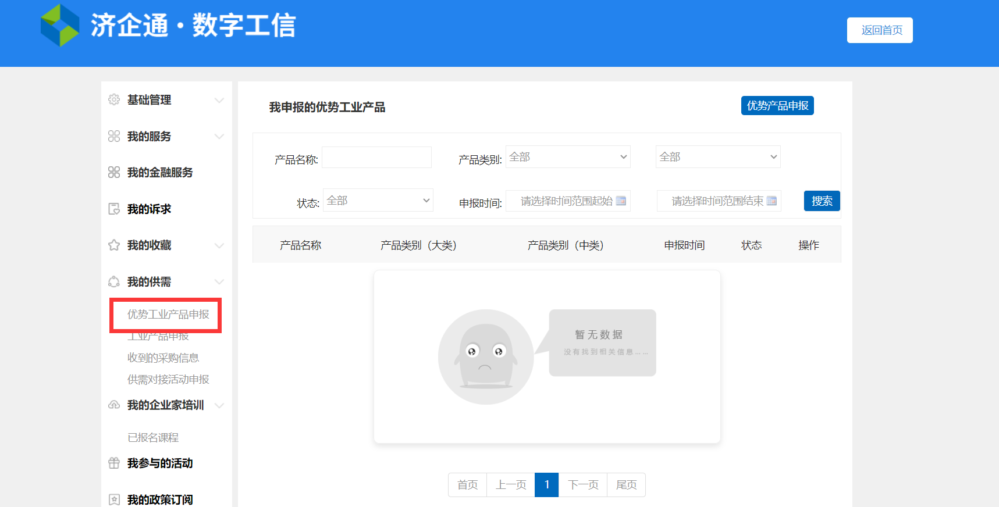 济企通·数字工信
返回首页
基础管理
我的服务
我的金融服务
我的诉求
我的收藏
我的供需
优势工业产品申报
工业产品申报
收到的采购信息
供需对接活动申报
我的企业家培训
已报名课程
我参与的活动
我的政策订阅
我申报的优势工业产品
优势产品申报
产品名称:
产品类别: 全部 全部
状态: 全部
申报时间: 请选择时间范围起始 请选择时间范围结束
搜索
产品名称 产品类别（大类） 产品类别（中类） 申报时间 状态 操作
暂无数据
没有找到相关信息......
首页 上一页 1 下一页 尾页